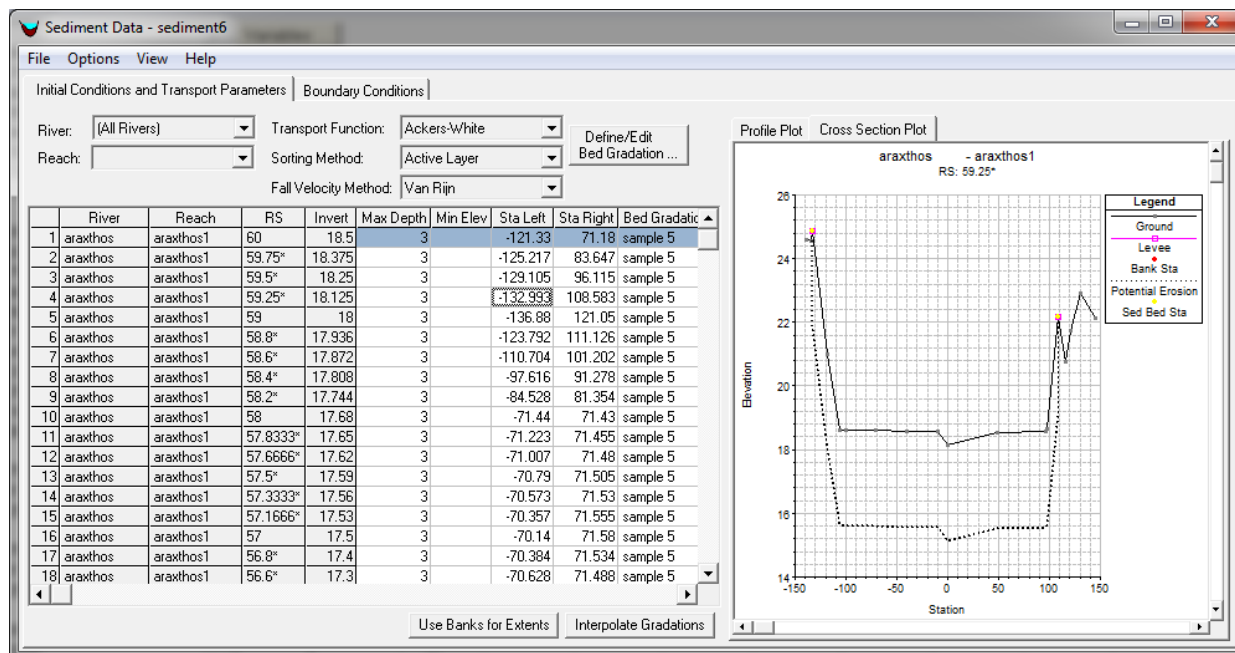 Sediment Data - sediment6
File Options View Help
Initial Conditions and Transport Parameters Boundary Conditions
River: (All Rivers) Transport Function: Ackers-White Define/Edit Bed Gradation ...
Reach: Sorting Method: Active Layer
Fall Velocity Method: Van Rijn
River Reach RS Invert Max Depth Min Elev Sta Left Sta Right Bed Gradatic
1 araxthos araxthos1 60 18.5 3 -121.33 71.18 sample 5
2 araxthos araxthos1 59.75* 18.375 3 -125.217 83.647 sample 5
3 araxthos araxthos1 59.5* 18.25 3 -129.105 96.115 sample 5
4 araxthos araxthos1 59.25* 18.125 3 -132.993 108.583 sample 5
5 araxthos araxthos1 59 18 3 -136.88 121.05 sample 5
6 araxthos araxthos1 58.8* 17.936 3 -123.792 111.126 sample 5
7 araxthos araxthos1 58.6* 17.872 3 -110.704 101.202 sample 5
8 araxthos araxthos1 58.4* 17.808 3 -97.616 91.278 sample 5
9 araxthos araxthos1 58.2* 17.744 3 -84.528 81.354 sample 5
10 araxthos araxthos1 58 17.68 3 -71.44 71.43 sample 5
11 araxthos araxthos1 57.8333* 17.65 3 -71.223 71.455 sample 5
12 araxthos araxthos1 57.6666* 17.62 3 -71.007 71.48 sample 5
13 araxthos araxthos1 57.5* 17.59 3 -70.79 71.505 sample 5
14 araxthos araxthos1 57.3333* 17.56 3 -70.573 71.53 sample 5
15 araxthos araxthos1 57.1666* 17.53 3 -70.357 71.555 sample 5
16 araxthos araxthos1 57 17.5 3 -70.14 71.58 sample 5
17 araxthos araxthos1 56.8* 17.4 3 -70.384 71.534 sample 5
18 araxthos araxthos1 56.6* 17.3 3 -70.628 71.488 sample 5
Use Banks for Extents Interpolate Gradations
Profile Plot Cross Section Plot
araxthos - araxthos1
RS: 59.25*
Legend
Ground
Levee
Bank Sta
Potential Erosion
Sed Bed Sta
Elevation
26
24
22
20
18
16
14
-150 -100 -50 0 50 100 150
Station